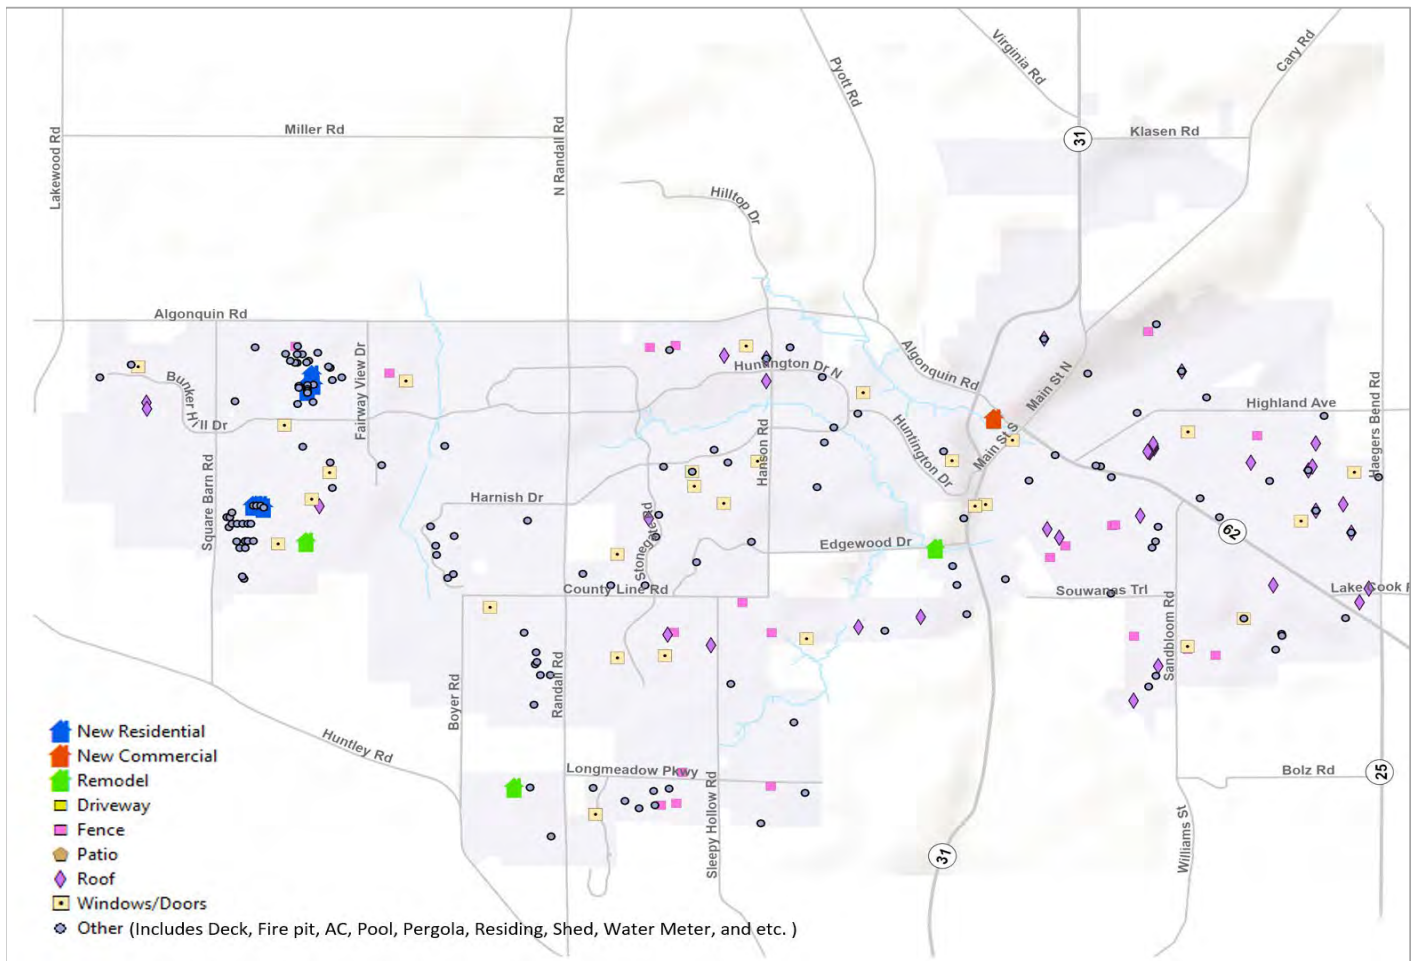 Virginia Rd
Cary Rd
Pyott Rd
Miller Rd
31
Klasen Rd
Lakewood Rd
N Randall Rd
Hilltop Dr
Algonquin Rd
Algonquin Rd
Main St N
Huntington Dr N
Bunker Hill Dr
Fairway View Dr
Highland Ave
Haegers Bend Rd
Huntington Dr
Main St S
Hanson Rd
Square Barn Rd
Harnish Dr
Stonegate Rd
Edgewood Dr
62
County Line Rd
Souwanas Trl
Lake Cook R
Sandbloom Rd
Boyer Rd
Randall Rd
Huntley Rd
Longmeadow Pkwy
Sleepy Hollow Rd
Bolz Rd
25
Williams St
31
New Residential
New Commercial
Remodel
Driveway
Fence
Patio
Roof
Windows/Doors
Other (Includes Deck, Fire pit, AC, Pool, Pergola, Residing, Shed, Water Meter, and etc. )